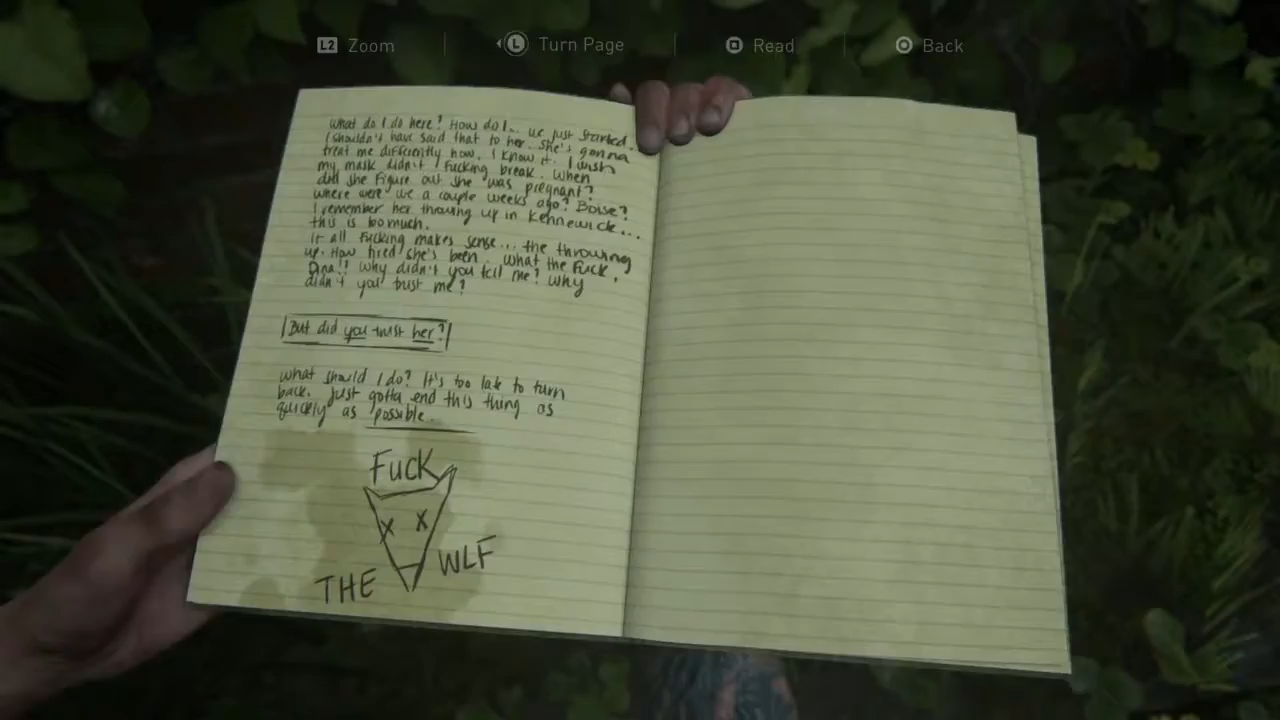 L2 Zoom L Turn Page Read Back
What do I do here? How do I... we just started.
I shouldn't have said that to her. She's gonna
treat me differently now. I know it. I wish
my mask didn't fucking break. When
did she figure out she was pregnant?
where were we a couple weeks ago? Boise?
I remember her throwing up in Kennewick...
this is too much.
it all fucking makes sense... the throwing
up. How tired she's been. What the Fuck,
Dina!? Why didn't you tell me? Why
didn't you trust me?
But did you trust her?
what should I do? It's too late to turn
back. Just gotta end this thing as
quickly as possible...
Fuck
THE WLF